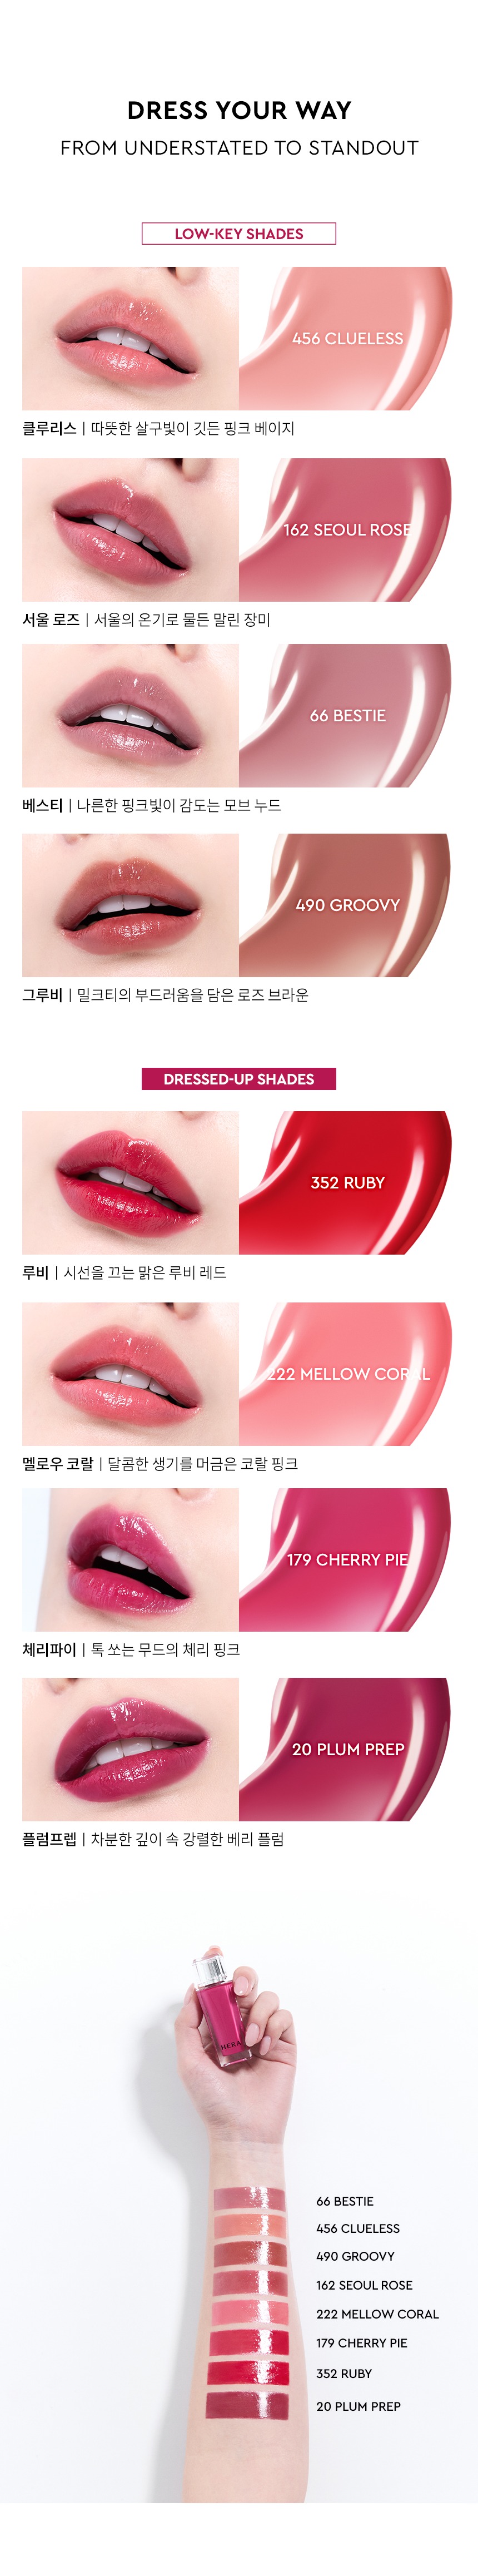 DRESS YOUR WAY
FROM UNDERSTATED TO STANDOUT
LOW-KEY SHADES
456 CLUELESS
클루리스 | 따뜻한 살구빛이 깃든 핑크 베이지
162 SEOUL ROSE
서울 로즈 | 서울의 온기로 물든 말린 장미
66 BESTIE
베스티 | 나른한 핑크빛이 감도는 모브 누드
490 GROOVY
그루비 | 밀크티의 부드러움을 담은 로즈 브라운
DRESSED-UP SHADES
352 RUBY
루비 | 시선을 끄는 맑은 루비 레드
222 MELLOW CORAL
멜로우 코랄 | 달콤한 생기를 머금은 코랄 핑크
179 CHERRY PIE
체리파이 | 톡 쏘는 무드의 체리 핑크
20 PLUM PREP
플럼프렙 | 차분한 깊이 속 강렬한 베리 플럼
HERA
66 BESTIE
456 CLUELESS
490 GROOVY
162 SEOUL ROSE
222 MELLOW CORAL
179 CHERRY PIE
352 RUBY
20 PLUM PREP